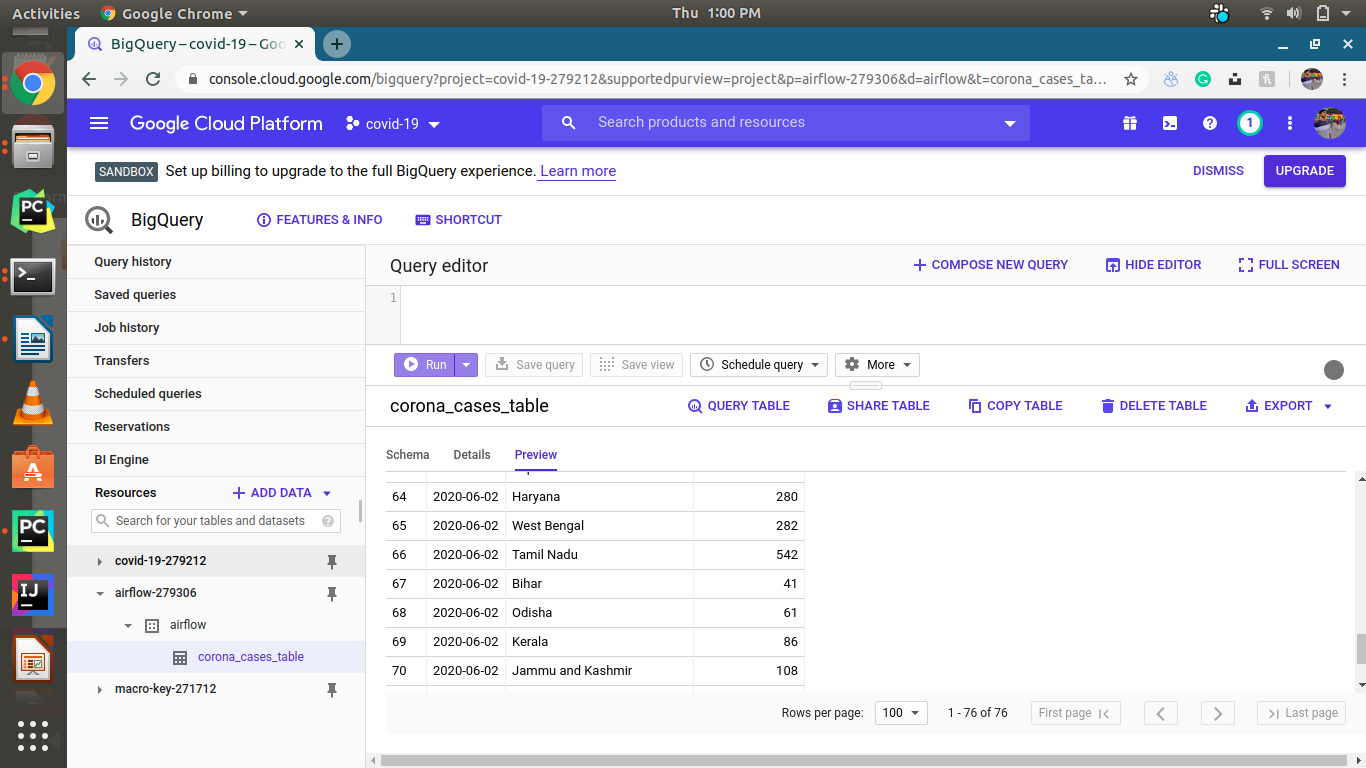 Activities Google Chrome Thu 1:00 PM
BigQuery – covid-19 – Goo
console.cloud.google.com/bigquery?project=covid-19-279212&supportedpurview=project&p=airflow-279306&d=airflow&t=corona_cases_ta...
Google Cloud Platform covid-19 Search products and resources 1
SANDBOX Set up billing to upgrade to the full BigQuery experience. Learn more DISMISS UPGRADE
BigQuery FEATURES & INFO SHORTCUT
Query history
Saved queries
Job history
Transfers
Scheduled queries
Reservations
BI Engine
Resources ADD DATA
Search for your tables and datasets
covid-19-279212
airflow-279306
airflow
corona_cases_table
macro-key-271712
Query editor COMPOSE NEW QUERY HIDE EDITOR FULL SCREEN
1
Run Save query Save view Schedule query More
corona_cases_table QUERY TABLE SHARE TABLE COPY TABLE DELETE TABLE EXPORT
Schema Details Preview
64 2020-06-02 Haryana 280
65 2020-06-02 West Bengal 282
66 2020-06-02 Tamil Nadu 542
67 2020-06-02 Bihar 41
68 2020-06-02 Odisha 61
69 2020-06-02 Kerala 86
70 2020-06-02 Jammu and Kashmir 108
Rows per page: 100 1 - 76 of 76 First page Last page
PC
PC
IJ